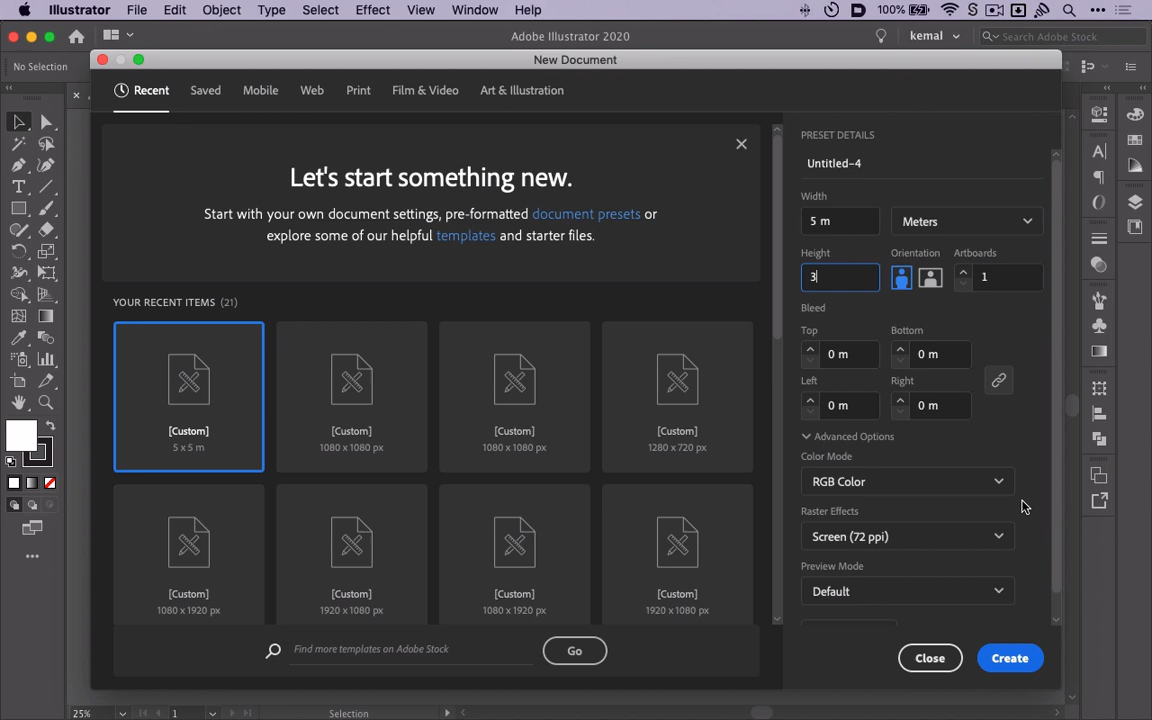 Illustrator File Edit Object Type Select Effect View Window Help
100%
Adobe Illustrator 2020
kemal
Search Adobe Stock
No Selection
New Document
Recent Saved Mobile Web Print Film & Video Art & Illustration
Let's start something new.
Start with your own document settings, pre-formatted document presets or
explore some of our helpful templates and starter files.
YOUR RECENT ITEMS (21)
[Custom]
5 x 5 m
[Custom]
1080 x 1080 px
[Custom]
1080 x 1080 px
[Custom]
1280 x 720 px
[Custom]
1080 x 1920 px
[Custom]
1920 x 1080 px
[Custom]
1080 x 1920 px
[Custom]
1920 x 1080 px
Find more templates on Adobe Stock
Go
PRESET DETAILS
Untitled-4
Width
5 m
Meters
Height Orientation Artboards
3
1
Bleed
Top Bottom
0 m 0 m
Left Right
0 m 0 m
Advanced Options
Color Mode
RGB Color
Raster Effects
Screen (72 ppi)
Preview Mode
Default
Close
Create
25%
1
Selection